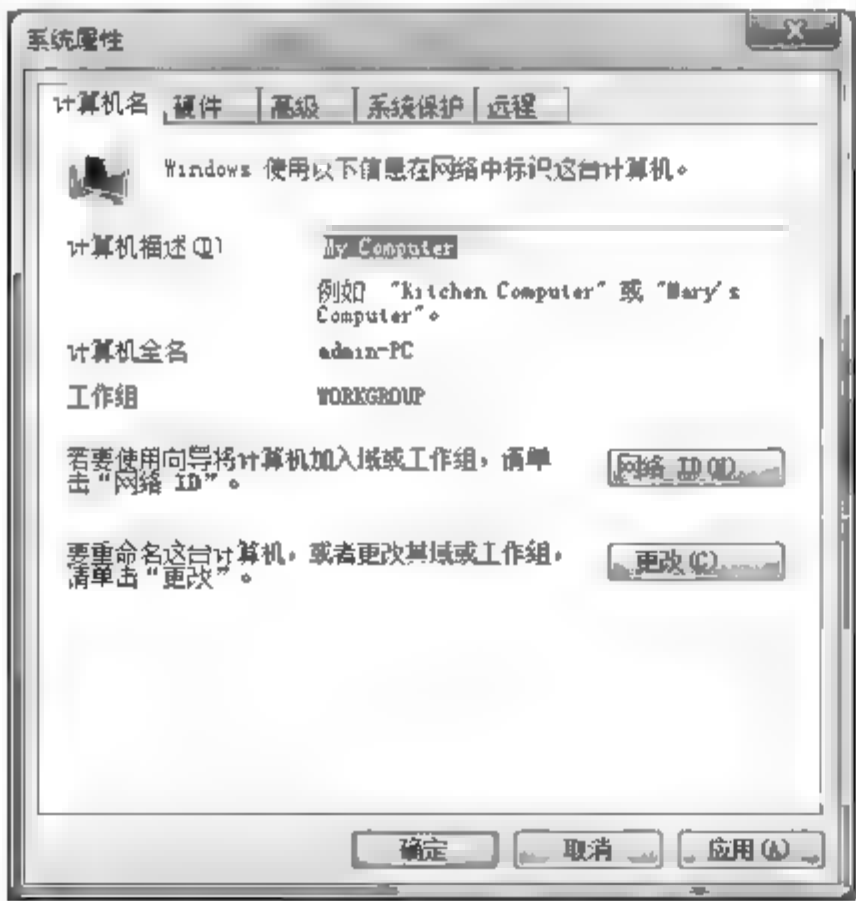 系统属性
计算机名 硬件 高级 系统保护 远程
Windows 使用以下信息在网络中标识这台计算机。
计算机描述(D)
My Computer
例如 "Kitchen Computer" 或 "Mary's
Computer"。
计算机全名
admin-PC
工作组
WORKGROUP
若要使用向导将计算机加入域或工作组，请单
击“网络 ID”。
网络 ID(N)
要重命名这台计算机，或者更改其域或工作组，
请单击“更改”。
更改(C)
确定 取消 应用(A)